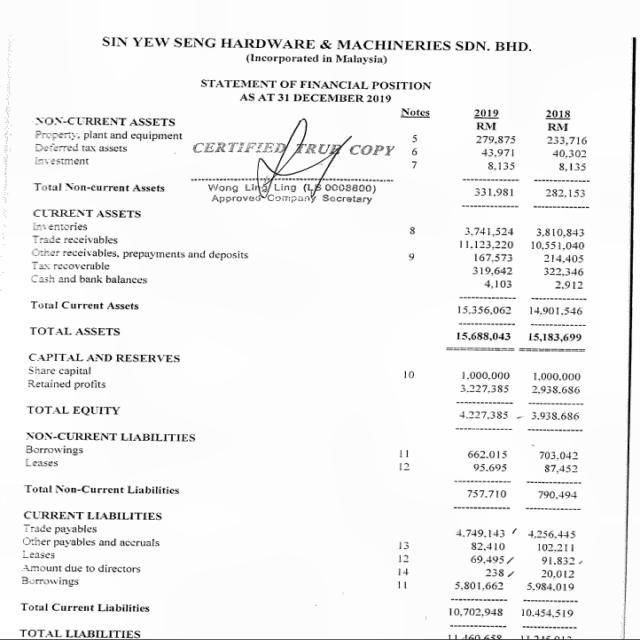 SIN YEW SENG HARDWARE & MACHINERIES SDN. BHD.
(Incorporated in Malaysia)
STATEMENT OF FINANCIAL POSITION
AS AT 31 DECEMBER 2019
Notes 2019 2018
RM RM
NON-CURRENT ASSETS
Property, plant and equipment 5 279,875 233,716
Deferred tax assets 6 43,971 40,302
Investment 7 8,135 8,135
CERTIFIED TRUE COPY
Wong Ling Ling (LS 0008800)
Approved Company Secretary
Total Non-current Assets 331,981 282,153
CURRENT ASSETS
Inventories 8 3,741,524 3,810,843
Trade receivables 11,123,220 10,551,040
Other receivables, prepayments and deposits 9 167,573 214,405
Tax recoverable 319,642 322,346
Cash and bank balances 4,103 2,912
Total Current Assets 15,356,062 14,901,546
TOTAL ASSETS 15,688,043 15,183,699
CAPITAL AND RESERVES
Share capital 10 1,000,000 1,000,000
Retained profits 3,227,385 2,938,686
TOTAL EQUITY 4,227,385 3,938,686
NON-CURRENT LIABILITIES
Borrowings 11 662,015 703,042
Leases 12 95,695 87,452
Total Non-Current Liabilities 757,710 790,494
CURRENT LIABILITIES
Trade payables 4,749,143 4,256,445
Other payables and accruals 13 82,410 102,211
Leases 12 69,495 91,832
Amount due to directors 14 238 20,012
Borrowings 11 5,801,662 5,984,019
Total Current Liabilities 10,702,948 10,454,519
TOTAL LIABILITIES 11,460,658